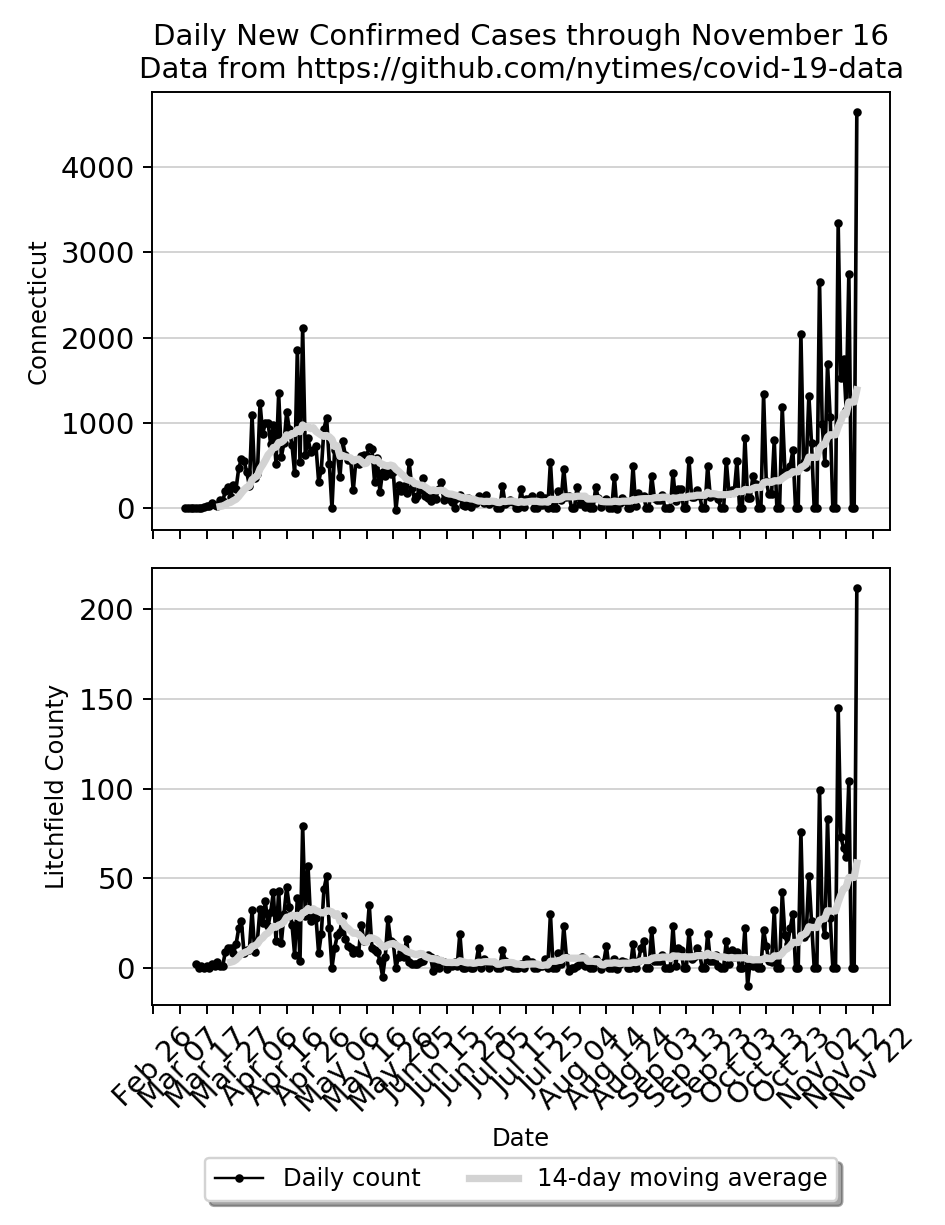 Daily New Confirmed Cases through November 16
Data from https://github.com/nytimes/covid-19-data
Connecticut
4000
3000
2000
1000
0
Litchfield County
200
150
100
50
0
Feb 26
Mar 07
Mar 17
Mar 27
Apr 06
Apr 16
Apr 26
May 06
May 16
May 26
Jun 05
Jun 15
Jun 25
Jul 05
Jul 15
Jul 25
Aug 04
Aug 14
Aug 24
Sep 03
Sep 13
Sep 23
Oct 03
Oct 13
Oct 23
Nov 02
Nov 12
Nov 22
Date
Daily count
14-day moving average